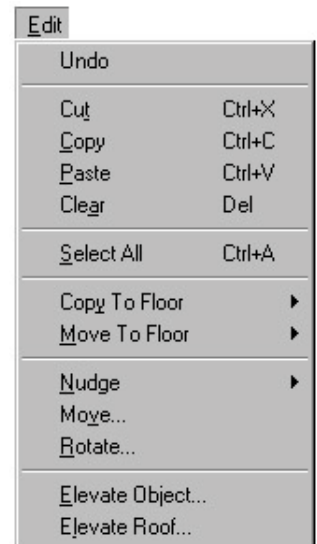 Edit
Undo
Cut Ctrl+X
Copy Ctrl+C
Paste Ctrl+V
Clear Del
Select All Ctrl+A
Copy To Floor
Move To Floor
Nudge
Move...
Rotate...
Elevate Object...
Elevate Roof...